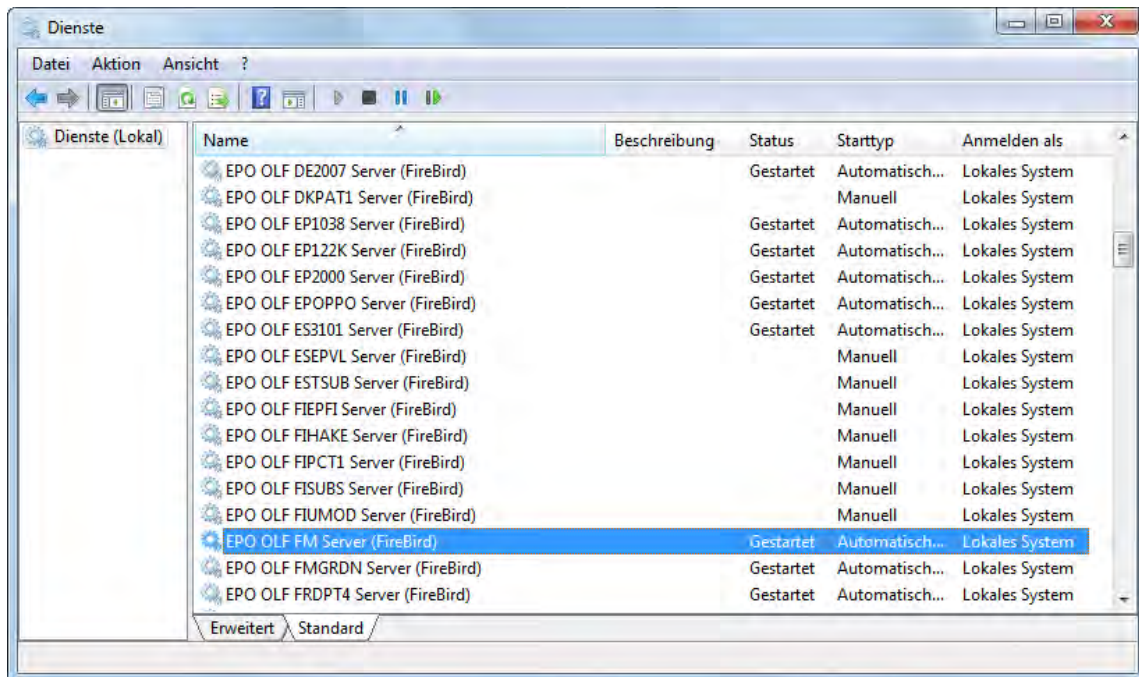 Dienste
Datei Aktion Ansicht ?
Dienste (Lokal)
Name Beschreibung Status Starttyp Anmelden als
EPO OLF DE2007 Server (FireBird) Gestartet Automatisch... Lokales System
EPO OLF DKPAT1 Server (FireBird) Manuell Lokales System
EPO OLF EP1038 Server (FireBird) Gestartet Automatisch... Lokales System
EPO OLF EP122K Server (FireBird) Gestartet Automatisch... Lokales System
EPO OLF EP2000 Server (FireBird) Gestartet Automatisch... Lokales System
EPO OLF EPOPPO Server (FireBird) Gestartet Automatisch... Lokales System
EPO OLF ES3101 Server (FireBird) Gestartet Automatisch... Lokales System
EPO OLF ESEPVL Server (FireBird) Manuell Lokales System
EPO OLF ESTSUB Server (FireBird) Manuell Lokales System
EPO OLF FIEPFI Server (FireBird) Manuell Lokales System
EPO OLF FIHAKE Server (FireBird) Manuell Lokales System
EPO OLF FIPCT1 Server (FireBird) Manuell Lokales System
EPO OLF FISUBS Server (FireBird) Manuell Lokales System
EPO OLF FIUMOD Server (FireBird) Manuell Lokales System
EPO OLF FM Server (FireBird) Gestartet Automatisch... Lokales System
EPO OLF FMGRDN Server (FireBird) Gestartet Automatisch... Lokales System
EPO OLF FRDPT4 Server (FireBird) Gestartet Automatisch... Lokales System
Erweitert Standard